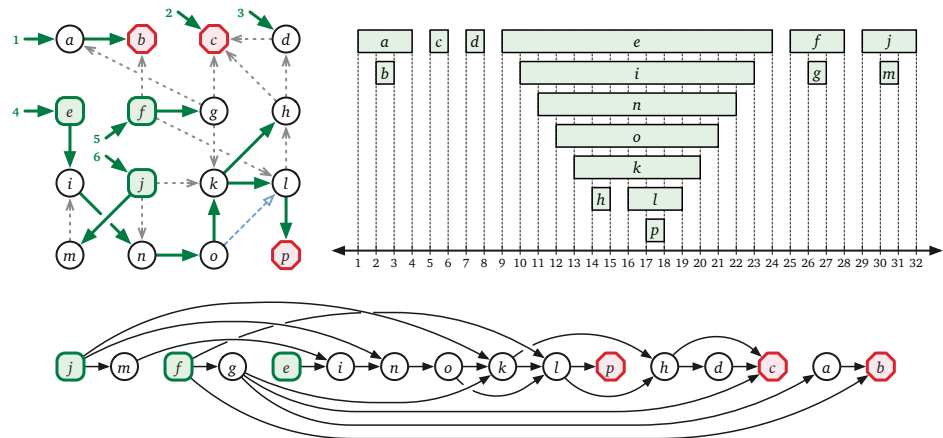 1 a b 2 c 3 d
4 e f 5 g h
6
i j k l
m n o p
a c d e f j
b i g m
n
o
k
h l
p
1 2 3 4 5 6 7 8 9 10 11 12 13 14 15 16 17 18 19 20 21 22 23 24 25 26 27 28 29 30 31 32
j m f g e i n o k l p h d c a b